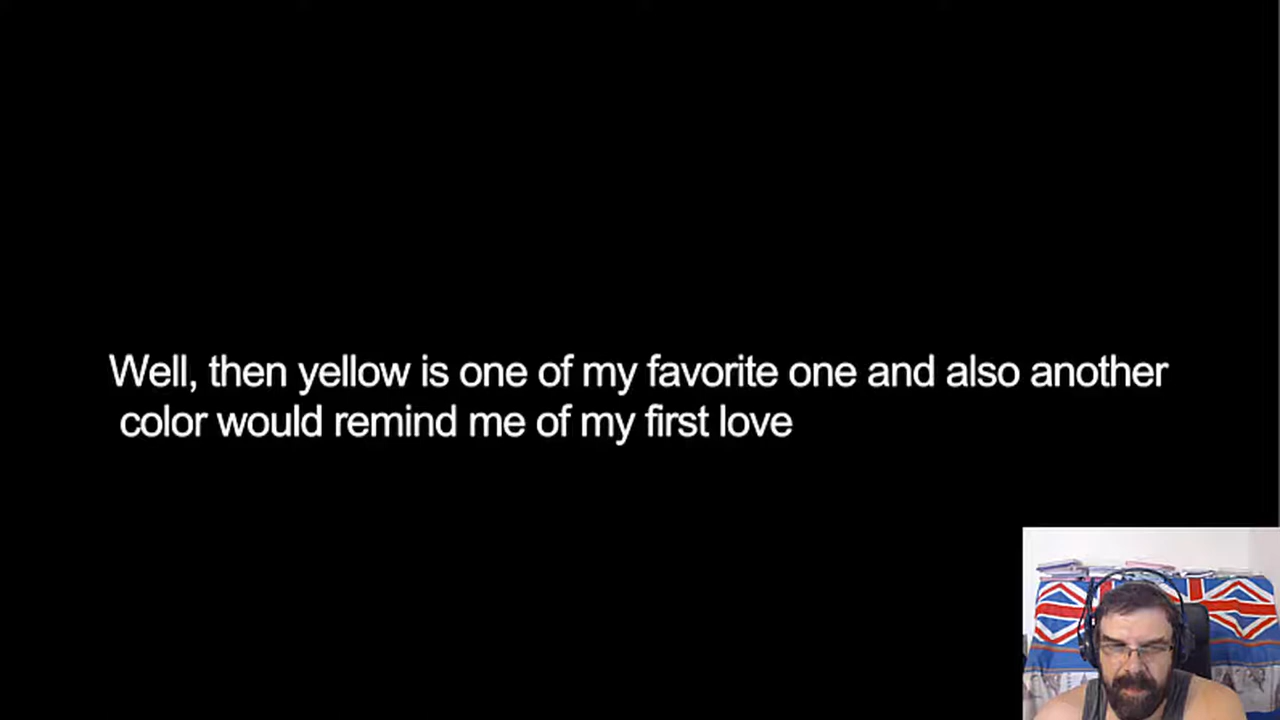 Well, then yellow is one of my favorite one and also another
color would remind me of my first love